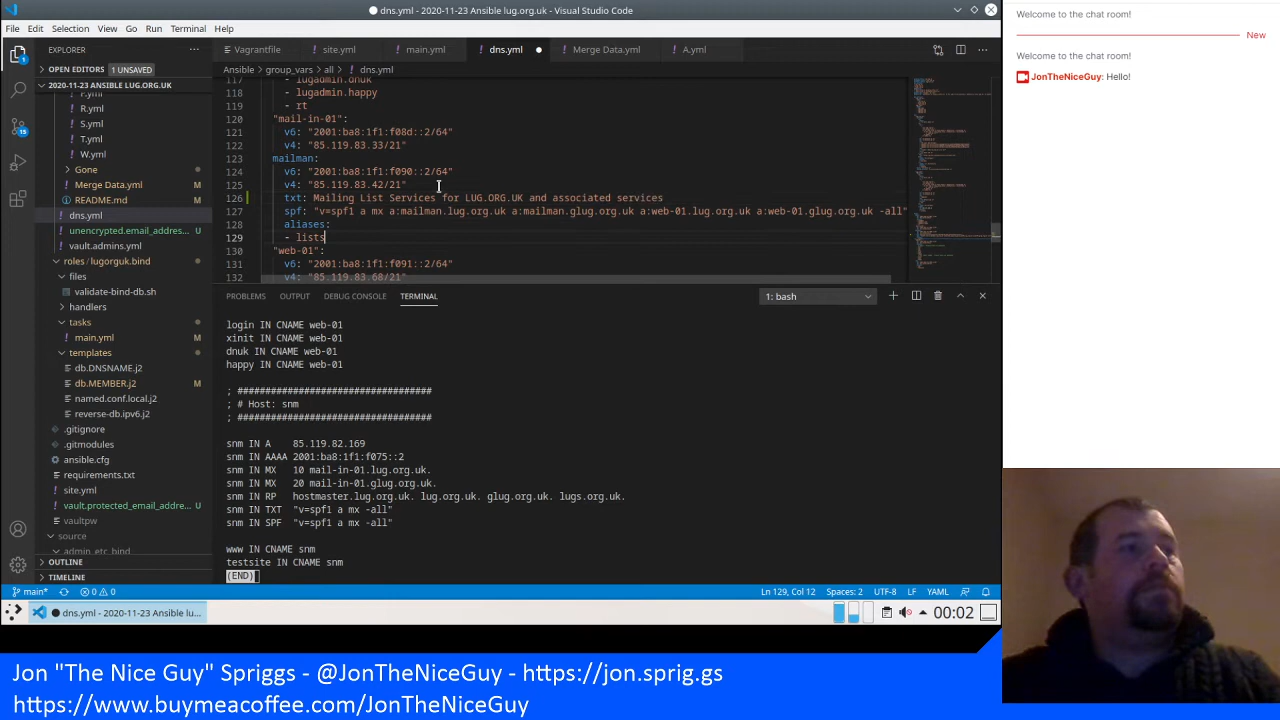 dns.yml - 2020-11-23 Ansible lug.org.uk - Visual Studio Code
File Edit Selection View Go Run Terminal Help
EXPLORER
Vagrantfile
site.yml
main.yml
dns.yml
Merge Data.yml
A.yml
OPEN EDITORS 1 UNSAVED
Ansible > group_vars > all > dns.yml
2020-11-23 ANSIBLE LUG.ORG.UK
P.yml
R.yml
S.yml
T.yml
W.yml
Gone
Merge Data.yml M
README.md M
dns.yml
unencrypted.email_addres... U
vault.admins.yml
roles / lugorguk.bind
files
validate-bind-db.sh
handlers
tasks
main.yml M
templates
db.DNSNAME.j2
db.MEMBER.j2 M
named.conf.local.j2
reverse-db.ipv6.j2
.gitignore
.gitmodules
ansible.cfg
requirements.txt
site.yml
vault.protected_email_addre... U
vaultpw
source
admin_etc_bind
OUTLINE
TIMELINE
117 - lugadmin.dnuk
118 - lugadmin.happy
119 - rt
120 "mail-in-01":
121 v6: "2001:ba8:1f1:f08d::2/64"
122 v4: "85.119.83.33/21"
123 mailman:
124 v6: "2001:ba8:1f1:f090::2/64"
125 v4: "85.119.83.42/21"
126 txt: Mailing List Services for LUG.ORG.UK and associated services
127 spf: "v=spf1 a mx a:mailman.lug.org.uk a:mailman.glug.org.uk a:web-01.lug.org.uk a:web-01.glug.org.uk -all"
128 aliases:
129 - lists
130 "web-01":
131 v6: "2001:ba8:1f1:f091::2/64"
132 v4: "85.119.83.68/21"
PROBLEMS OUTPUT DEBUG CONSOLE TERMINAL
1: bash
login IN CNAME web-01
xinit IN CNAME web-01
dnuk IN CNAME web-01
happy IN CNAME web-01
; ##################################
; # Host: snm
; ##################################
snm IN A 85.119.82.169
snm IN AAAA 2001:ba8:1f1:f075::2
snm IN MX 10 mail-in-01.lug.org.uk.
snm IN MX 20 mail-in-01.glug.org.uk.
snm IN RP hostmaster.lug.org.uk. lug.org.uk. glug.org.uk. lugs.org.uk.
snm IN TXT "v=spf1 a mx -all"
snm IN SPF "v=spf1 a mx -all"
www IN CNAME snm
testsite IN CNAME snm
(END)
main* 0 0 Ln 129, Col 12 Spaces: 2 UTF-8 LF YAML
dns.yml - 2020-11-23 Ansible lu... 00:02
Welcome to the chat room!
New
Welcome to the chat room!
JonTheNiceGuy: Hello!
Jon "The Nice Guy" Spriggs - @JonTheNiceGuy - https://jon.sprig.gs
https://www.buymeacoffee.com/JonTheNiceGuy